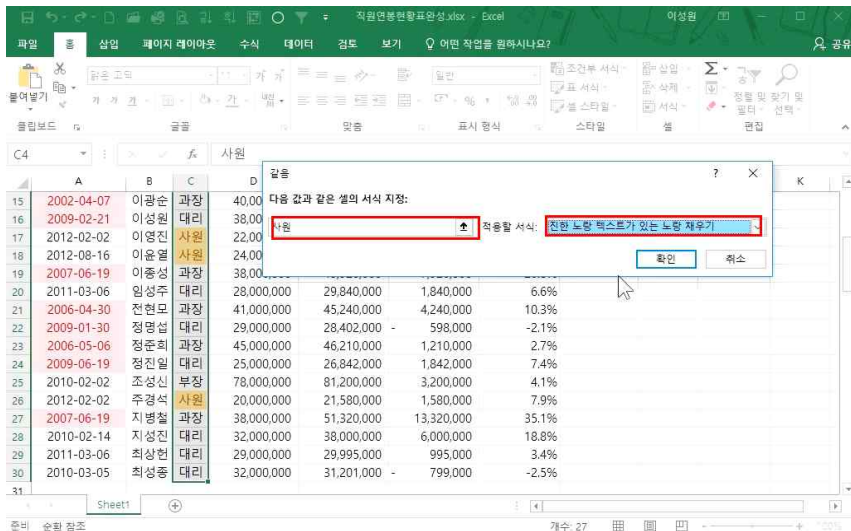 직원연봉현황표완성.xlsx - Excel
이성원
파일 홈 삽입 페이지 레이아웃 수식 데이터 검토 보기 어떤 작업을 원하시나요? 공유
붙여넣기
맑은 고딕 11 가 가
가 가 가 가 내천
일반
% ,
조건부 서식
표 서식
셀 스타일
삽입
삭제
서식
정렬 및 필터
찾기 및 선택
클립보드 글꼴 맞춤 표시 형식 스타일 셀 편집
C4 fx 사원
A B C D K
같음 ? ×
다음 값과 같은 셀의 서식 지정:
사원 적용할 서식: 진한 노랑 텍스트가 있는 노랑 채우기
확인 취소
15 2002-04-07 이광순 과장 40,00
16 2009-02-21 이성원 대리 38,00
17 2012-02-02 이영진 사원 22,00
18 2012-08-16 이윤열 사원 24,00
19 2007-06-19 이종성 과장 38,00
20 2011-03-06 임성주 대리 28,000,000 29,840,000 1,840,000 6.6%
21 2006-04-30 전현모 과장 41,000,000 45,240,000 4,240,000 10.3%
22 2009-01-30 정명섭 대리 29,000,000 28,402,000 - 598,000 -2.1%
23 2006-05-06 정준희 과장 45,000,000 46,210,000 1,210,000 2.7%
24 2009-06-19 정진일 대리 25,000,000 26,842,000 1,842,000 7.4%
25 2010-02-02 조성신 부장 78,000,000 81,200,000 3,200,000 4.1%
26 2012-02-02 주경석 사원 20,000,000 21,580,000 1,580,000 7.9%
27 2007-06-19 지병철 과장 38,000,000 51,320,000 13,320,000 35.1%
28 2010-02-14 지성진 대리 32,000,000 38,000,000 6,000,000 18.8%
29 2011-03-06 최상헌 대리 29,000,000 29,995,000 995,000 3.4%
30 2010-03-05 최성종 대리 32,000,000 31,201,000 - 799,000 -2.5%
31
Sheet1
준비 순환 참조 개수: 27